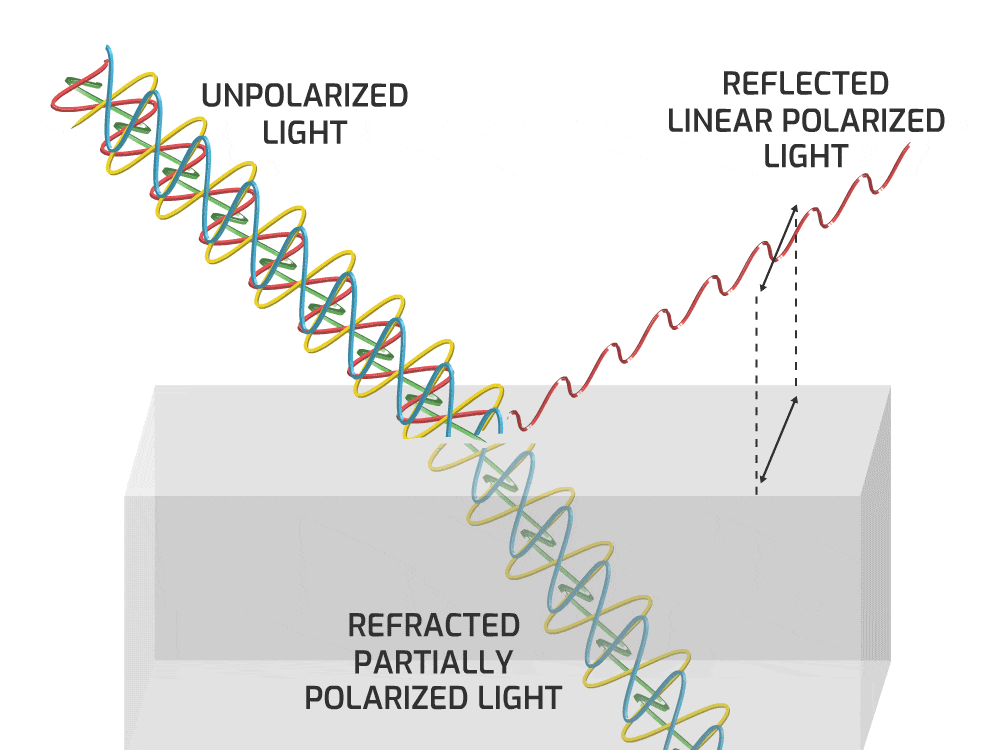 UNPOLARIZED
LIGHT
REFLECTED
LINEAR POLARIZED
LIGHT
REFRACTED
PARTIALLY
POLARIZED LIGHT